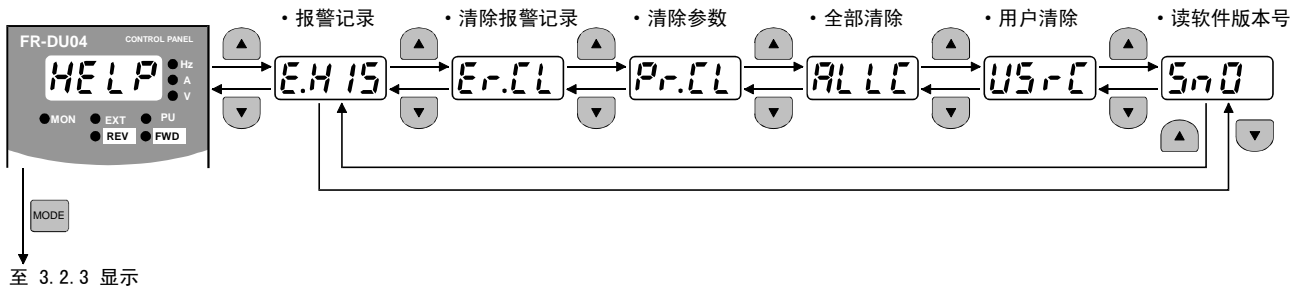 ・报警记录
・清除报警记录
・清除参数
・全部清除
・用户清除
・读软件版本号
FR-DU04
CONTROL PANEL
HELP
Hz
A
V
MON
EXT
PU
REV
FWD
E.HIS
Er.CL
Pr.CL
ALLC
USrC
Sn0
MODE
至 3.2.3 显示